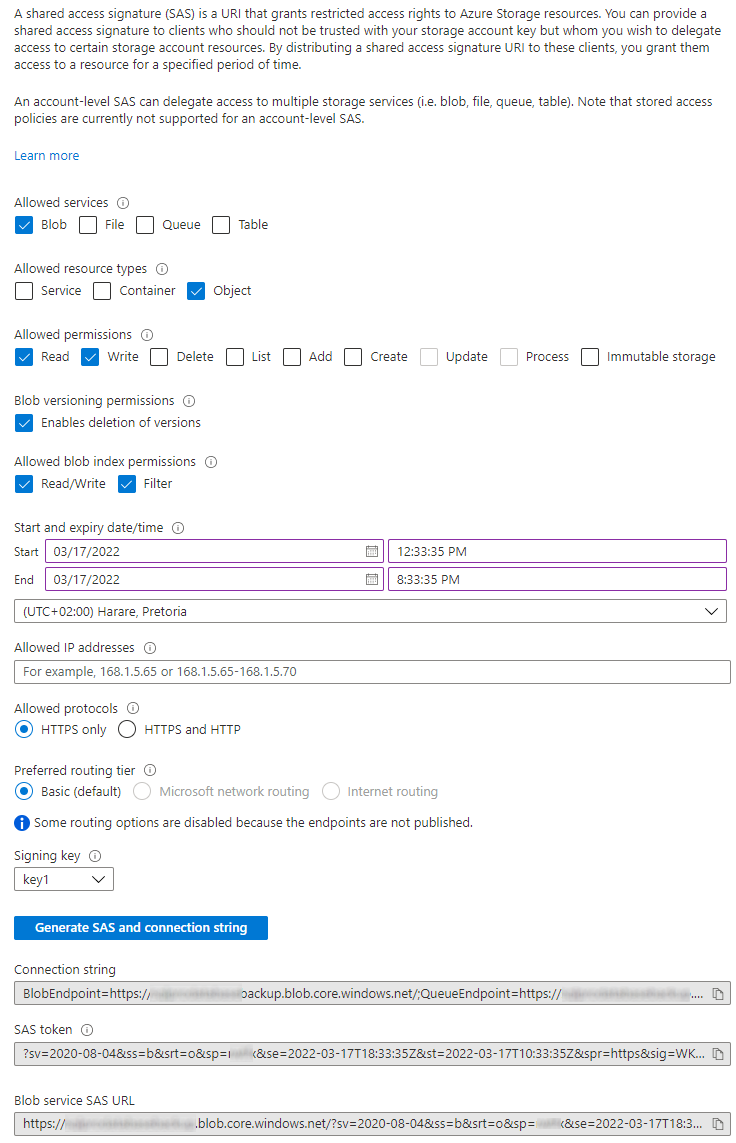 A shared access signature (SAS) is a URI that grants restricted access rights to Azure Storage resources. You can provide a
shared access signature to clients who should not be trusted with your storage account key but whom you wish to delegate
access to certain storage account resources. By distributing a shared access signature URI to these clients, you grant them
access to a resource for a specified period of time.
An account-level SAS can delegate access to multiple storage services (i.e. blob, file, queue, table). Note that stored access
policies are currently not supported for an account-level SAS.
Learn more
Allowed services
Blob File Queue Table
Allowed resource types
Service Container Object
Allowed permissions
Read Write Delete List Add Create Update Process Immutable storage
Blob versioning permissions
Enables deletion of versions
Allowed blob index permissions
Read/Write Filter
Start and expiry date/time
Start 03/17/2022 12:33:35 PM
End 03/17/2022 8:33:35 PM
(UTC+02:00) Harare, Pretoria
Allowed IP addresses
For example, 168.1.5.65 or 168.1.5.65-168.1.5.70
Allowed protocols
HTTPS only HTTPS and HTTP
Preferred routing tier
Basic (default) Microsoft network routing Internet routing
Some routing options are disabled because the endpoints are not published.
Signing key
key1
Generate SAS and connection string
Connection string
BlobEndpoint=https:// backup.blob.core.windows.net/;QueueEndpoint=https:// ....
SAS token
?sv=2020-08-04&ss=b&srt=o&sp= &se=2022-03-17T18:33:35Z&st=2022-03-17T10:33:35Z&spr=https&sig=WK...
Blob service SAS URL
https:// .blob.core.windows.net/?sv=2020-08-04&ss=b&srt=o&sp= &se=2022-03-17T18:3...